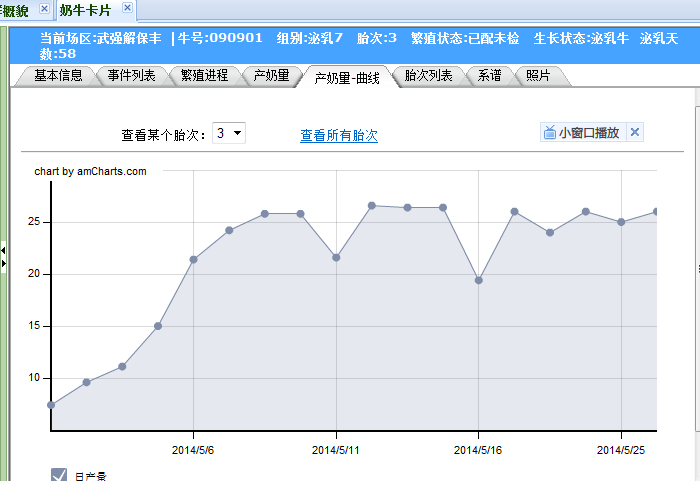 概貌
奶牛卡片
当前场区:武强解保丰 |牛号:090901 组别:泌乳7 胎次:3 繁殖状态:已配未检 生长状态:泌乳牛 泌乳天
数:58
基本信息 事件列表 繁殖进程 产奶量 产奶量-曲线 胎次列表 系谱 照片
查看某个胎次: 3 查看所有胎次 小窗口播放
chart by amCharts.com
25
20
15
10
2014/5/6 2014/5/11 2014/5/16 2014/5/25
日产量